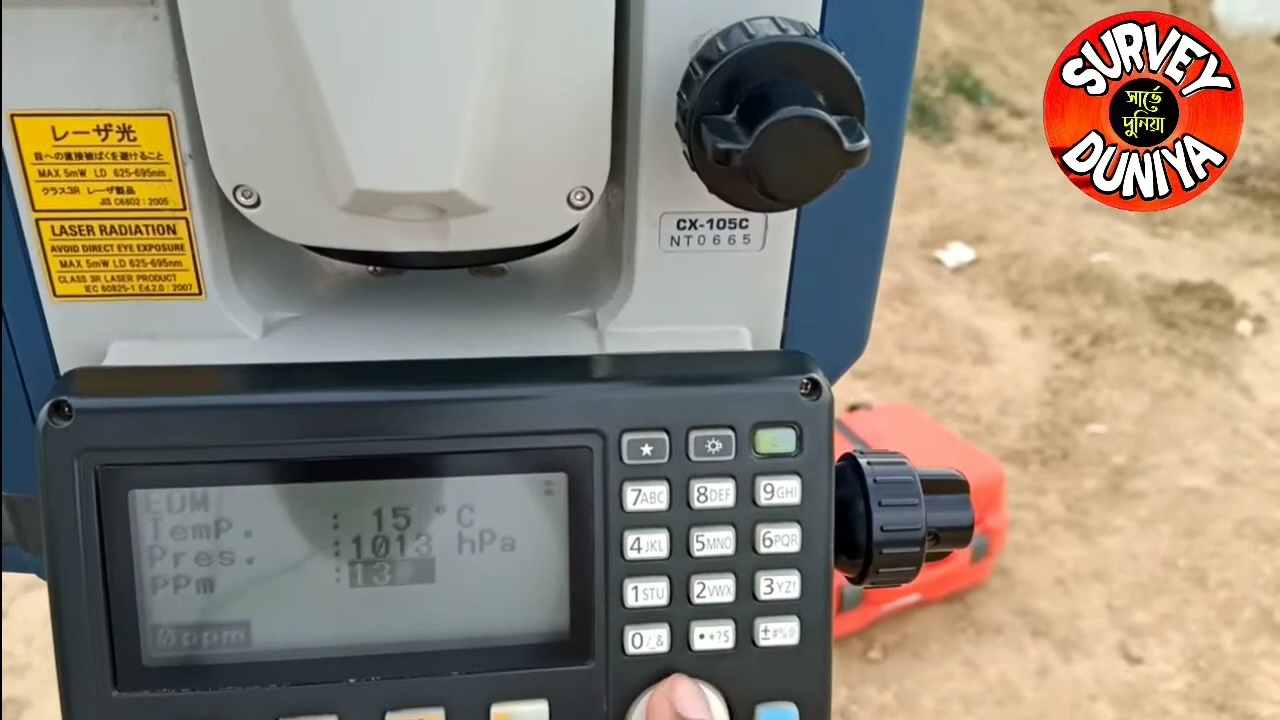 レーザ光
目への直接被ばくを避けること
MAX 5mW LD 625-695nm
クラス3R レーザ製品
JIS C6802 : 2005
LASER RADIATION
AVOID DIRECT EYE EXPOSURE
MAX 5mW LD 625-695nm
CLASS 3R LASER PRODUCT
IEC 60825-1 Ed.2.0 : 2007
CX-105C
NT0665
SURVEY
সার্ভে
দুনিয়া
DUNIYA
EDM
Temp. : 15 °C
Pres. :1013 hPa
ppm :13
0ppm
7ABC 8DEF 9GHI
4JKL 5MNO 6PQR
1STU 2VWX 3YZ!
0/_& •*?$ ±#%@